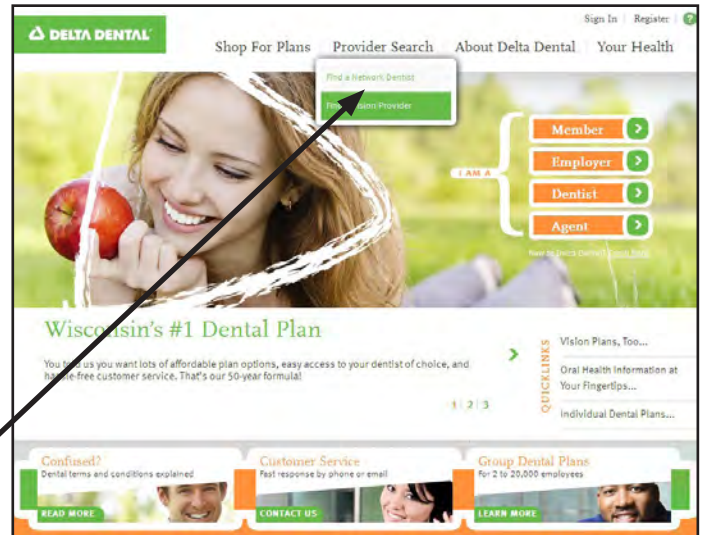 Sign In Register ?
DELTA DENTAL
Shop For Plans Provider Search About Delta Dental Your Health
Find a Network Dentist
Provider
I AM A
Member
Employer
Dentist
Agent
Wisconsin's #1 Dental Plan
You told us you want lots of affordable plan options, easy access to your dentist of choice, and
hassle-free customer service. That's our 50-year formula!
1 2 3
QUICKLINKS
Vision Plans, Too...
Oral Health Information at
Your Fingertips...
Individual Dental Plans...
Confused?
Dental terms and conditions explained
READ MORE
Customer Service
Fast response by phone or email
CONTACT US
Group Dental Plans
For 2 to 20,000 employees
LEARN MORE